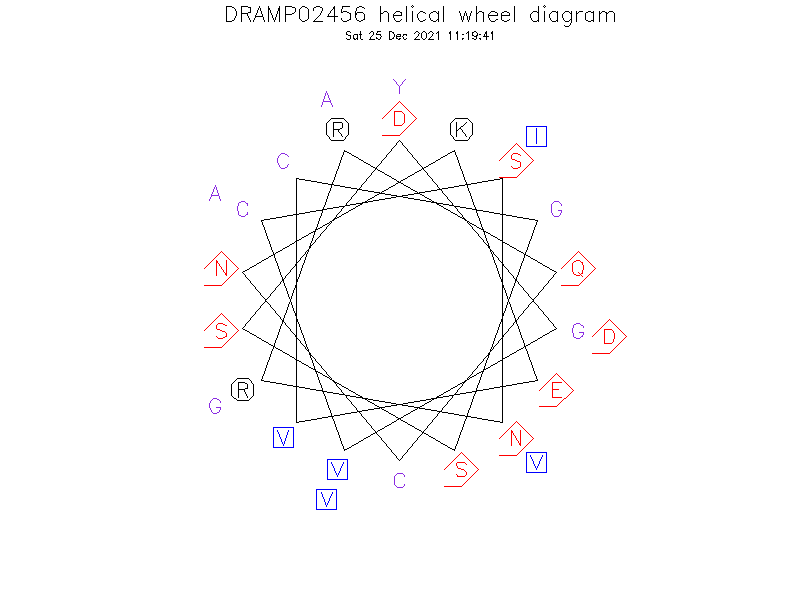 DRAMP02456 helical wheel diagram
Sat 25 Dec 2021 11:19:41
Y
A
D
R
K
I
C
S
A
C
G
N
Q
S
G
D
R
E
G
V
N
V
V
C
S
V